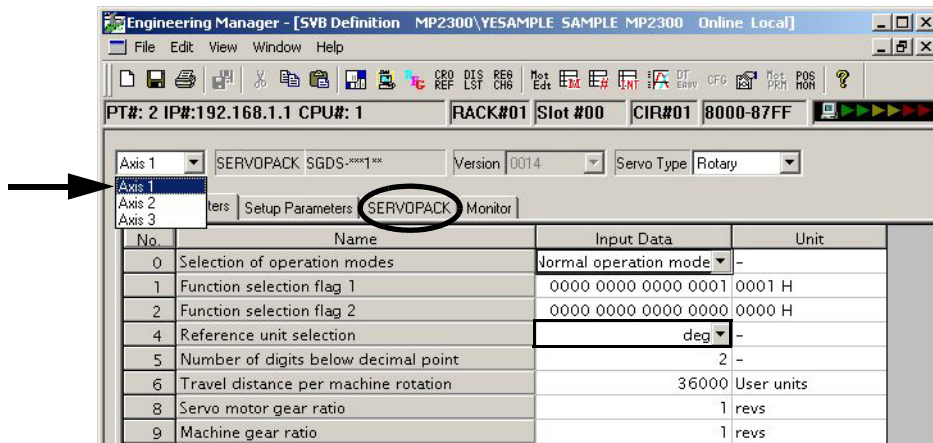 Engineering Manager - [SVB Definition MP2300\YESAMPLE SAMPLE MP2300 Online Local]
File Edit View Window Help
CRO REF DIS LST REG CHG Mot Edt CFG Mot PRM POS MON
PT#: 2 IP#:192.168.1.1 CPU#: 1 RACK#01 Slot #00 CIR#01 8000-87FF
Axis 1 SERVOPACK SGDS-***1** Version 0014 Servo Type Rotary
Axis 1
Axis 2
Axis 3
ters Setup Parameters SERVOPACK Monitor
No. Name Input Data Unit
0 Selection of operation modes Normal operation mode -
1 Function selection flag 1 0000 0000 0000 0001 0001 H
2 Function selection flag 2 0000 0000 0000 0000 0000 H
4 Reference unit selection deg -
5 Number of digits below decimal point 2 -
6 Travel distance per machine rotation 36000 User units
8 Servo motor gear ratio 1 revs
9 Machine gear ratio 1 revs